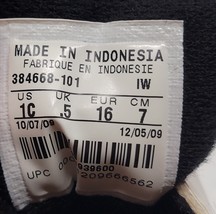 MADE IN INDONESIA
FABRIQUE EN INDONESIE
384668-101 IW
US UK EUR CM
1C .5 16 7
10/07/09 12/05/09
UPC